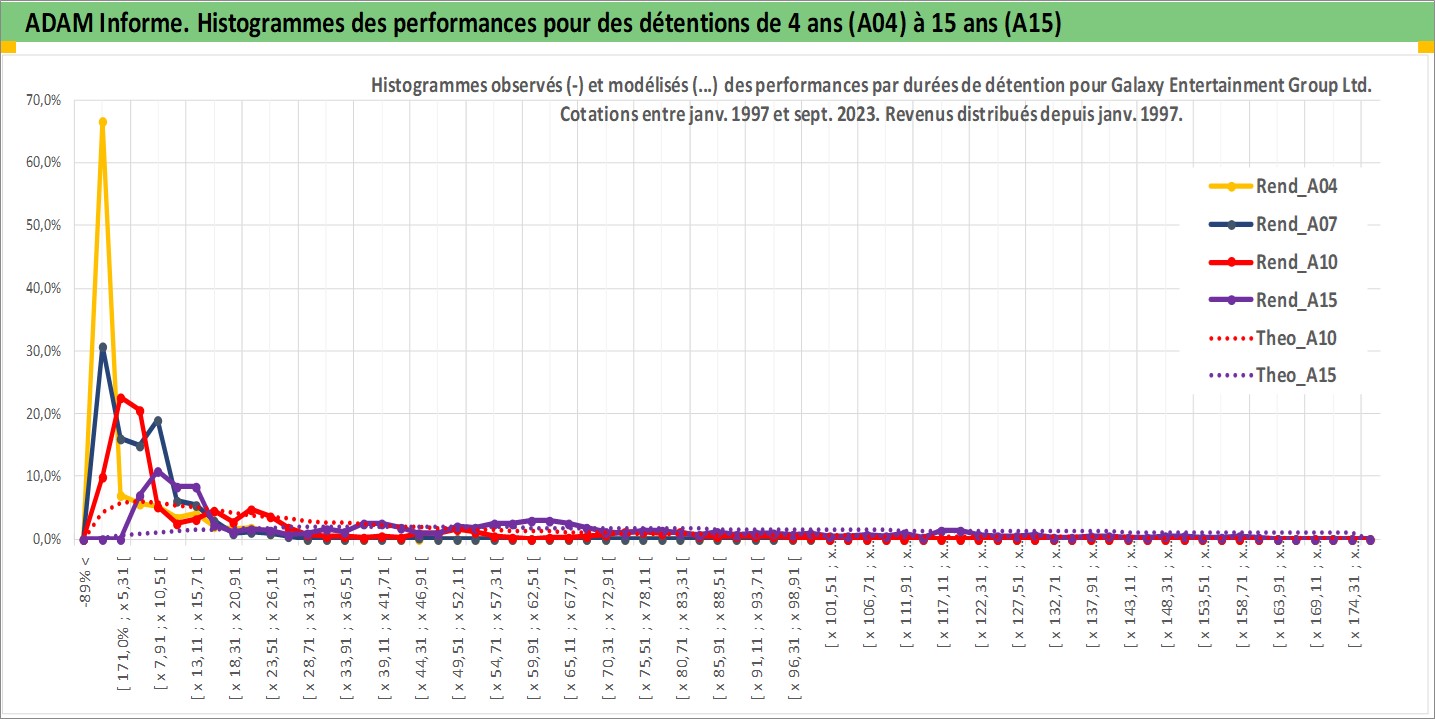 ADAM Informe. Histogrammes des performances pour des détentions de 4 ans (A04) à 15 ans (A15)
Histogrammes observés (-) et modélisés (...) des performances par durées de détention pour Galaxy Entertainment Group Ltd.
Cotations entre janv. 1997 et sept. 2023. Revenus distribués depuis janv. 1997.
70,0%
60,0%
50,0%
40,0%
30,0%
20,0%
10,0%
0,0%
Rend_A04
Rend_A07
Rend_A10
Rend_A15
Theo_A10
Theo_A15
-89% <
[ 171,0% ; x 5,31 [
[ x 7,91 ; x 10,51 [
[ x 13,11 ; x 15,71 [
[ x 18,31 ; x 20,91 [
[ x 23,51 ; x 26,11 [
[ x 28,71 ; x 31,31 [
[ x 33,91 ; x 36,51 [
[ x 39,11 ; x 41,71 [
[ x 44,31 ; x 46,91 [
[ x 49,51 ; x 52,11 [
[ x 54,71 ; x 57,31 [
[ x 59,91 ; x 62,51 [
[ x 65,11 ; x 67,71 [
[ x 70,31 ; x 72,91 [
[ x 75,51 ; x 78,11 [
[ x 80,71 ; x 83,31 [
[ x 85,91 ; x 88,51 [
[ x 91,11 ; x 93,71 [
[ x 96,31 ; x 98,91 [
[ x 101,51 ; x...
[ x 106,71 ; x...
[ x 111,91 ; x...
[ x 117,11 ; x...
[ x 122,31 ; x...
[ x 127,51 ; x...
[ x 132,71 ; x...
[ x 137,91 ; x...
[ x 143,11 ; x...
[ x 148,31 ; x...
[ x 153,51 ; x...
[ x 158,71 ; x...
[ x 163,91 ; x...
[ x 169,11 ; x...
[ x 174,31 ; x...